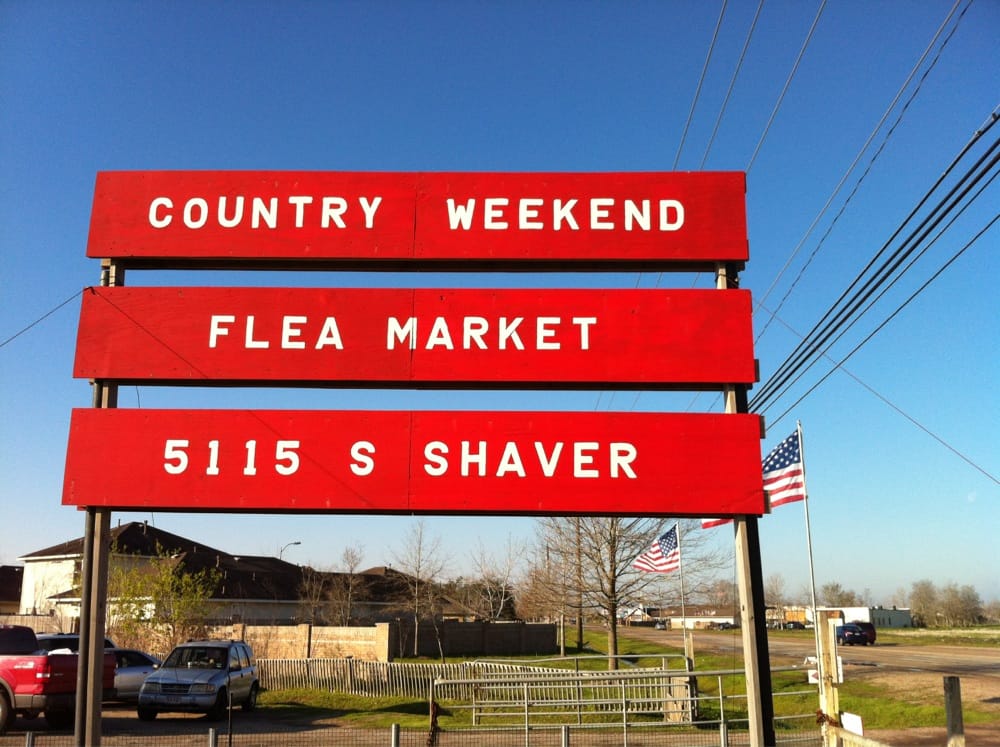 COUNTRY WEEKEND
FLEA MARKET
5115 S SHAVER